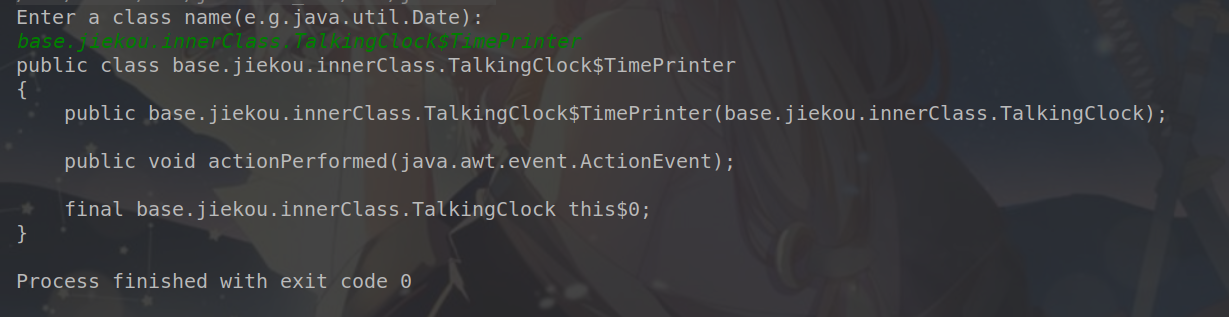 Enter a class name(e.g.java.util.Date):
base.jiekou.innerClass.TalkingClock$TimePrinter
public class base.jiekou.innerClass.TalkingClock$TimePrinter
{
    public base.jiekou.innerClass.TalkingClock$TimePrinter(base.jiekou.innerClass.TalkingClock);
    public void actionPerformed(java.awt.event.ActionEvent);
    final base.jiekou.innerClass.TalkingClock this$0;
}
Process finished with exit code 0